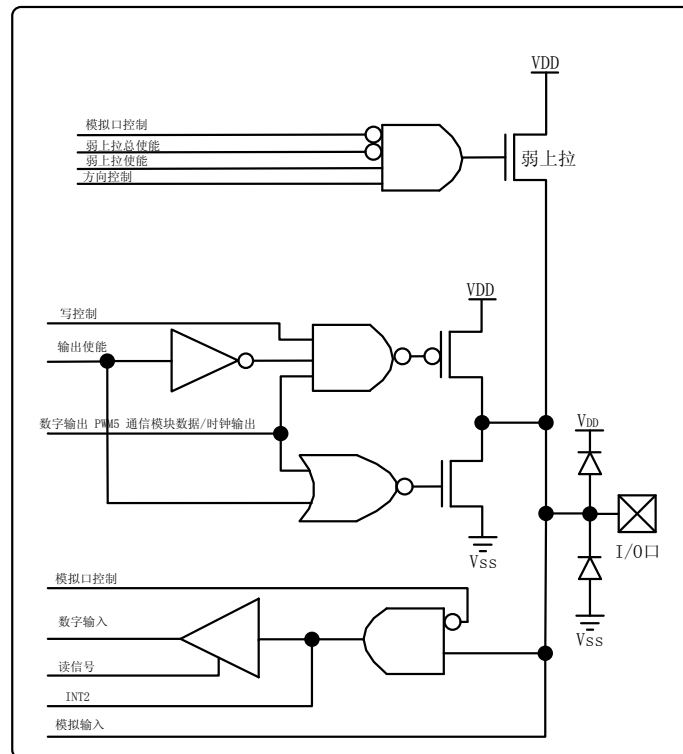 VDD
模拟口控制
弱上拉总使能
弱上拉使能
方向控制
弱上拉
VDD
写控制
输出使能
数字输出 PWM5 通信模块数据/时钟输出
VDD
I/O口
Vss
Vss
模拟口控制
数字输入
读信号
INT2
模拟输入